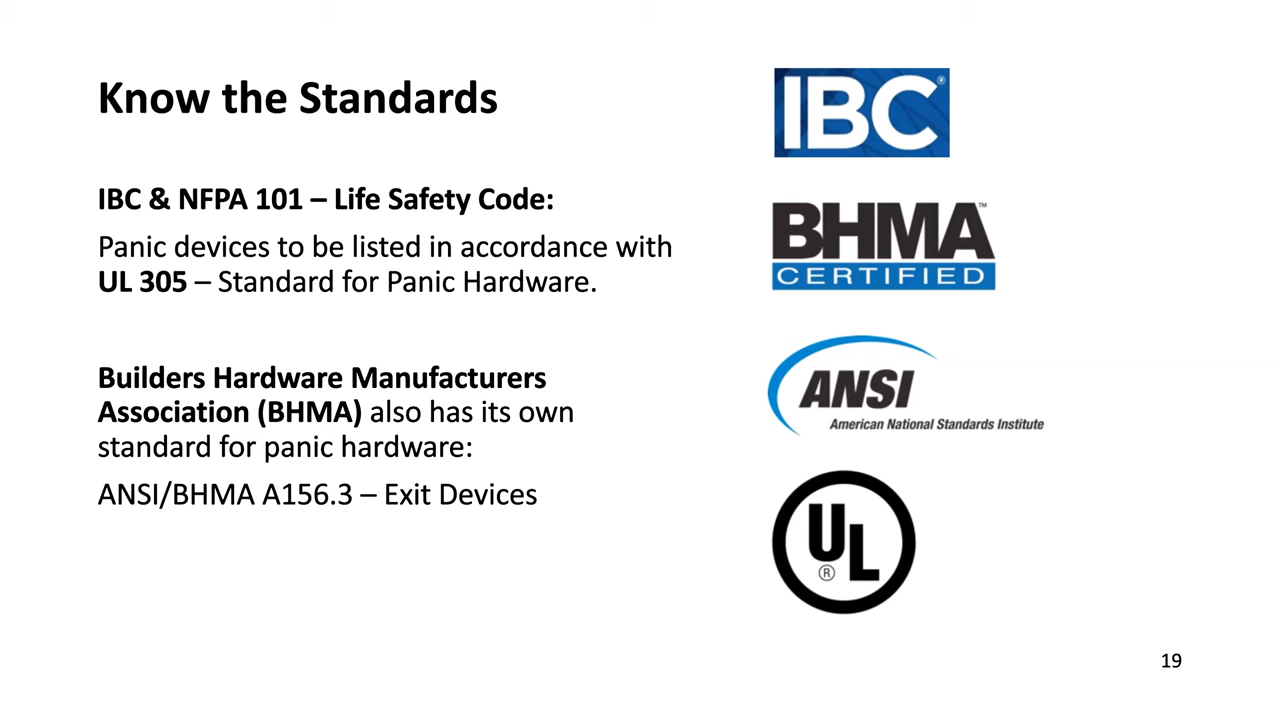 Know the Standards
IBC & NFPA 101 – Life Safety Code:
Panic devices to be listed in accordance with
UL 305 – Standard for Panic Hardware.
Builders Hardware Manufacturers
Association (BHMA) also has its own
standard for panic hardware:
ANSI/BHMA A156.3 – Exit Devices
IBC®
BHMA™
CERTIFIED
ANSI
American National Standards Institute
UL
®
19